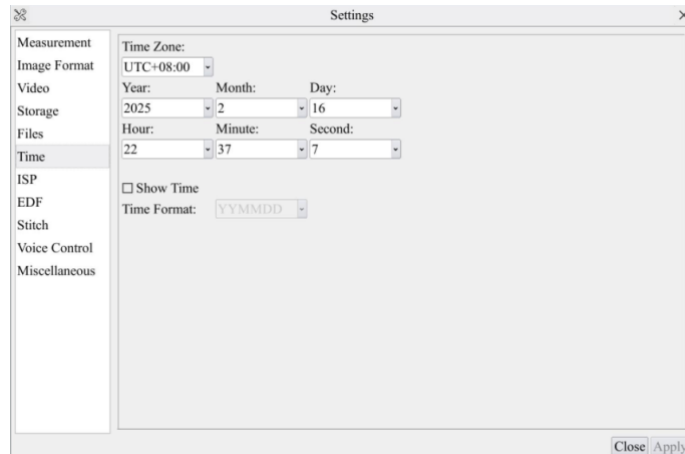 Settings
Measurement
Image Format
Video
Storage
Files
Time
ISP
EDF
Stitch
Voice Control
Miscellaneous
Time Zone:
UTC+08:00
Year: Month: Day:
2025 2 16
Hour: Minute: Second:
22 37 7
Show Time
Time Format: YYMMDD
Close Apply